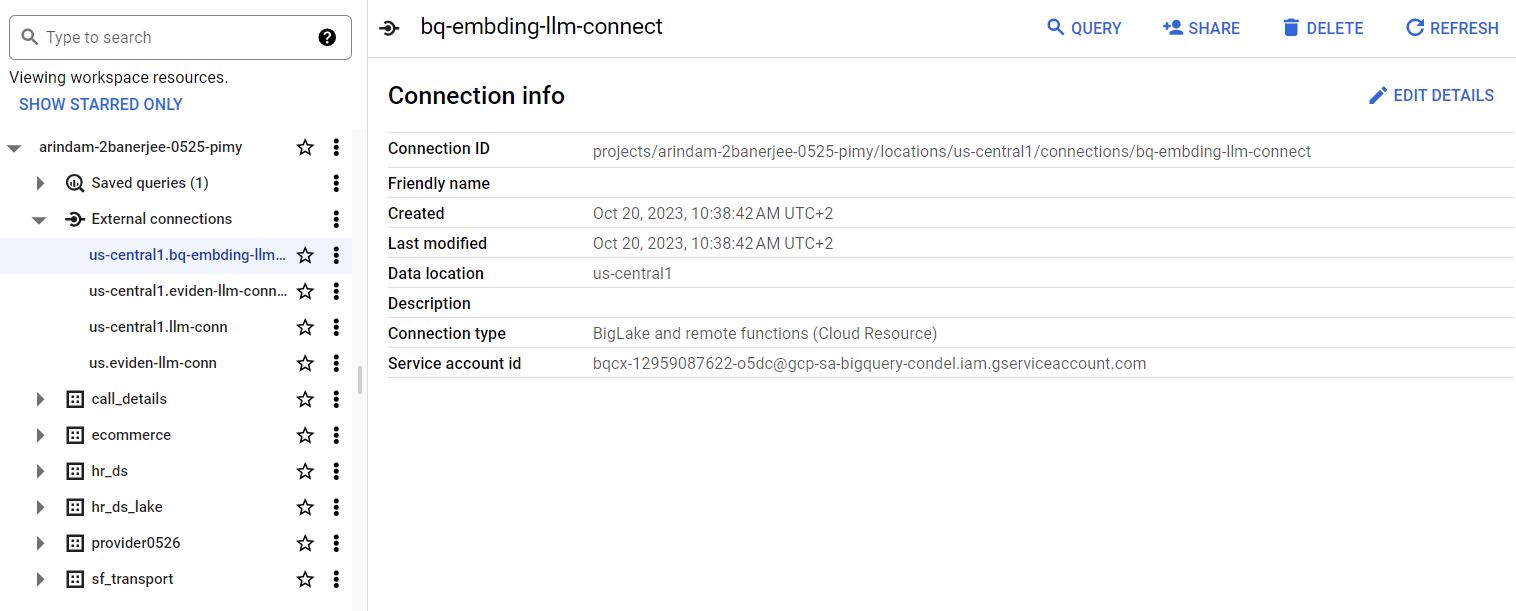 Type to search
Viewing workspace resources.
SHOW STARRED ONLY
arindam-2banerjee-0525-pimy
Saved queries (1)
External connections
us-central1.bq-embding-llm...
us-central1.eviden-llm-conn...
us-central1.llm-conn
us.eviden-llm-conn
call_details
ecommerce
hr_ds
hr_ds_lake
provider0526
sf_transport
bq-embding-llm-connect
QUERY
SHARE
DELETE
REFRESH
Connection info
EDIT DETAILS
Connection ID projects/arindam-2banerjee-0525-pimy/locations/us-central1/connections/bq-embding-llm-connect
Friendly name
Created Oct 20, 2023, 10:38:42 AM UTC+2
Last modified Oct 20, 2023, 10:38:42 AM UTC+2
Data location us-central1
Description
Connection type BigLake and remote functions (Cloud Resource)
Service account id bqcx-12959087622-o5dc@gcp-sa-bigquery-condel.iam.gserviceaccount.com